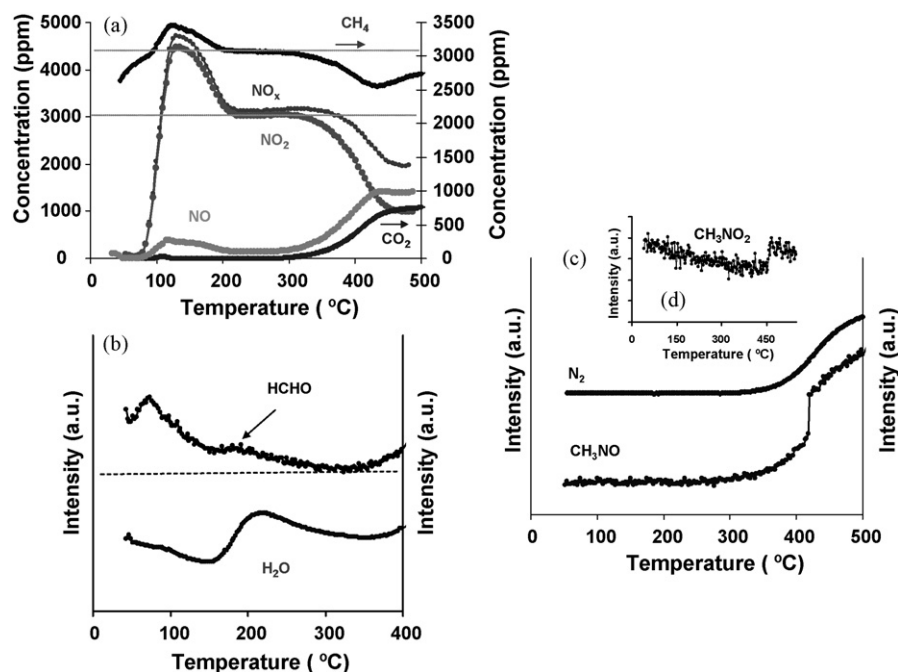 (a)
CH4
NOx
NO2
NO
CO2
Concentration (ppm)
5000
4000
3000
2000
1000
0
Concentration (ppm)
3500
3000
2500
2000
1500
1000
500
0
0 100 200 300 400 500
Temperature ( ºC)
(b)
HCHO
H2O
Intensity (a.u.)
Intensity (a.u.)
0 100 200 300 400
Temperature ( ºC)
(c)
CH3NO2
(d)
Intensity (a.u.)
0 150 300 450
Temperature ( ºC)
N2
CH3NO
Intensity (a.u.)
Intensity (a.u.)
0 100 200 300 400 500
Temperature ( ºC)